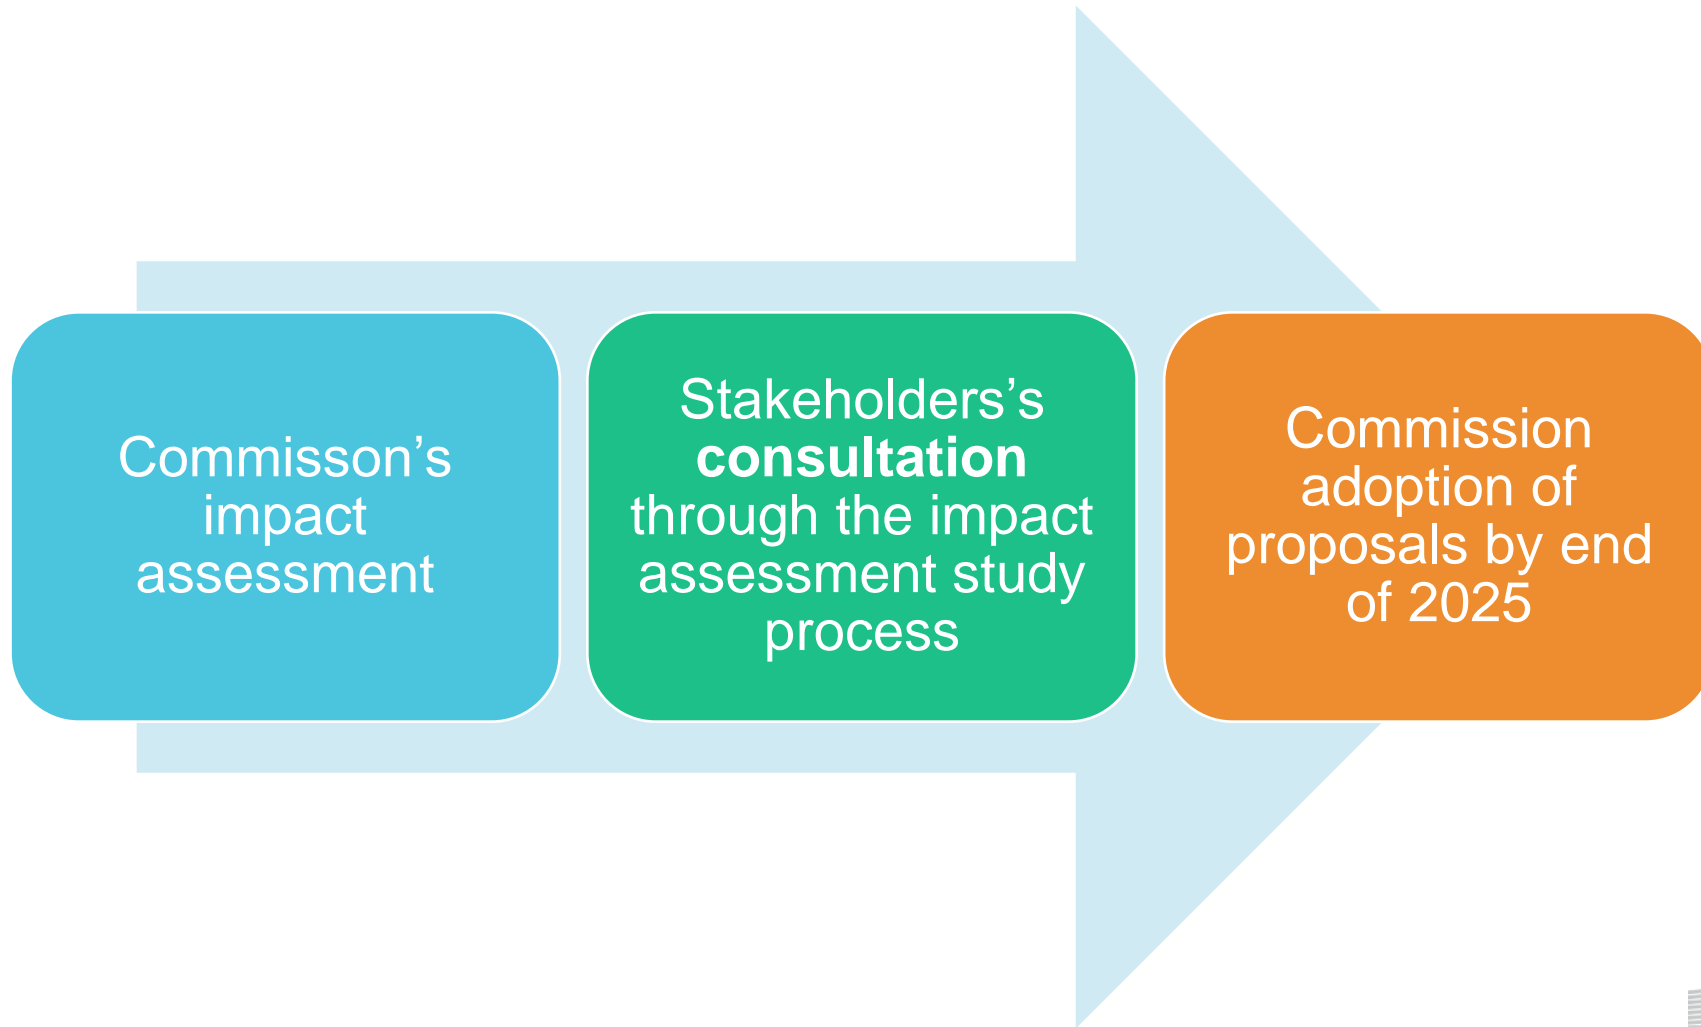 Commisson’s
impact
assessment
Stakeholders’s
consultation
through the impact
assessment study
process
Commission
adoption of
proposals by end
of 2025